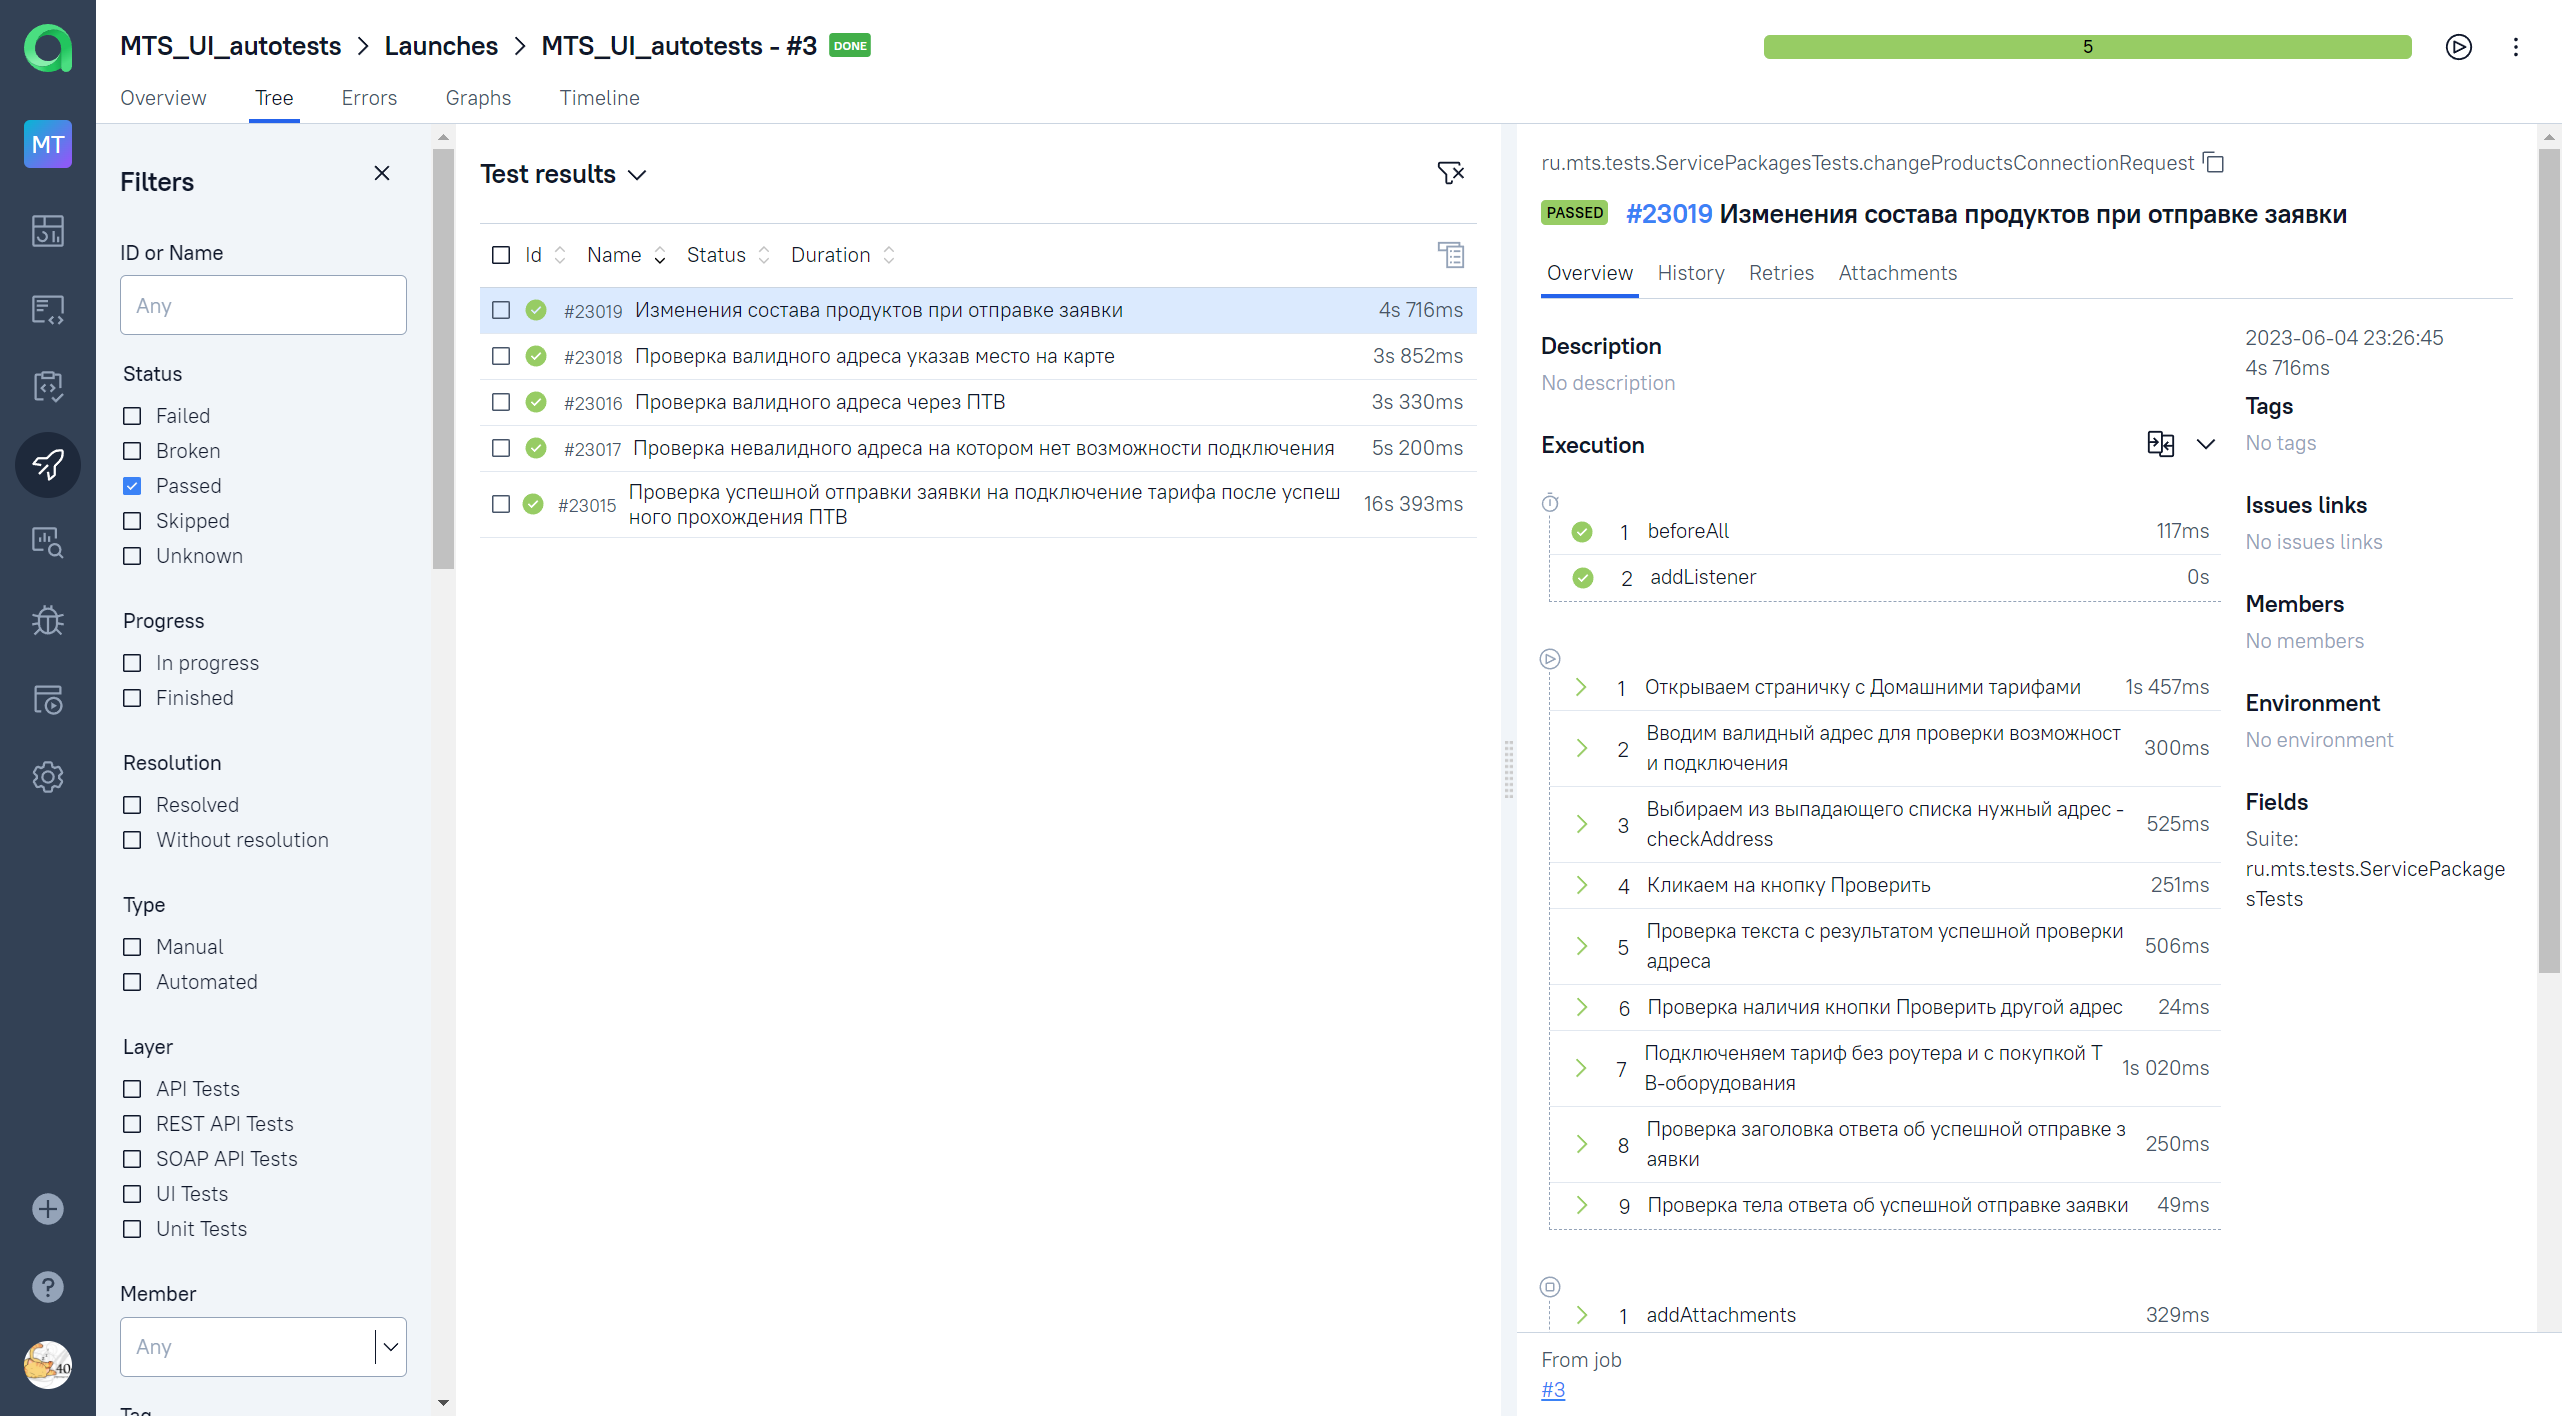 MTS_UI_autotests > Launches > MTS_UI_autotests - #3 DONE
5
Overview Tree Errors Graphs Timeline
MT
Filters
ID or Name
Any
Status
Failed
Broken
Passed
Skipped
Unknown
Progress
In progress
Finished
Resolution
Resolved
Without resolution
Type
Manual
Automated
Layer
API Tests
REST API Tests
SOAP API Tests
UI Tests
Unit Tests
Member
Any
Test results
Id Name Status Duration
#23019 Изменения состава продуктов при отправке заявки 4s 716ms
#23018 Проверка валидного адреса указав место на карте 3s 852ms
#23016 Проверка валидного адреса через ПТВ 3s 330ms
#23017 Проверка невалидного адреса на котором нет возможности подключения 5s 200ms
#23015 Проверка успешной отправки заявки на подключение тарифа после успеш 16s 393ms
ного прохождения ПТВ
ru.mts.tests.ServicePackagesTests.changeProductsConnectionRequest
PASSED #23019 Изменения состава продуктов при отправке заявки
Overview History Retries Attachments
Description
No description
Execution
1 beforeAll 117ms
2 addListener 0s
1 Открываем страничку с Домашними тарифами 1s 457ms
2 Вводим валидный адрес для проверки возможност 300ms
и подключения
3 Выбираем из выпадающего списка нужный адрес - 525ms
checkAddress
4 Кликаем на кнопку Проверить 251ms
5 Проверка текста с результатом успешной проверки 506ms
адреса
6 Проверка наличия кнопки Проверить другой адрес 24ms
7 Подключеняем тариф без роутера и с покупкой Т 1s 020ms
В-оборудования
8 Проверка заголовка ответа об успешной отправке з 250ms
аявки
9 Проверка тела ответа об успешной отправке заявки 49ms
1 addAttachments 329ms
2023-06-04 23:26:45
4s 716ms
Tags
No tags
Issues links
No issues links
Members
No members
Environment
No environment
Fields
Suite:
ru.mts.tests.ServicePackage
sTests
From job
#3